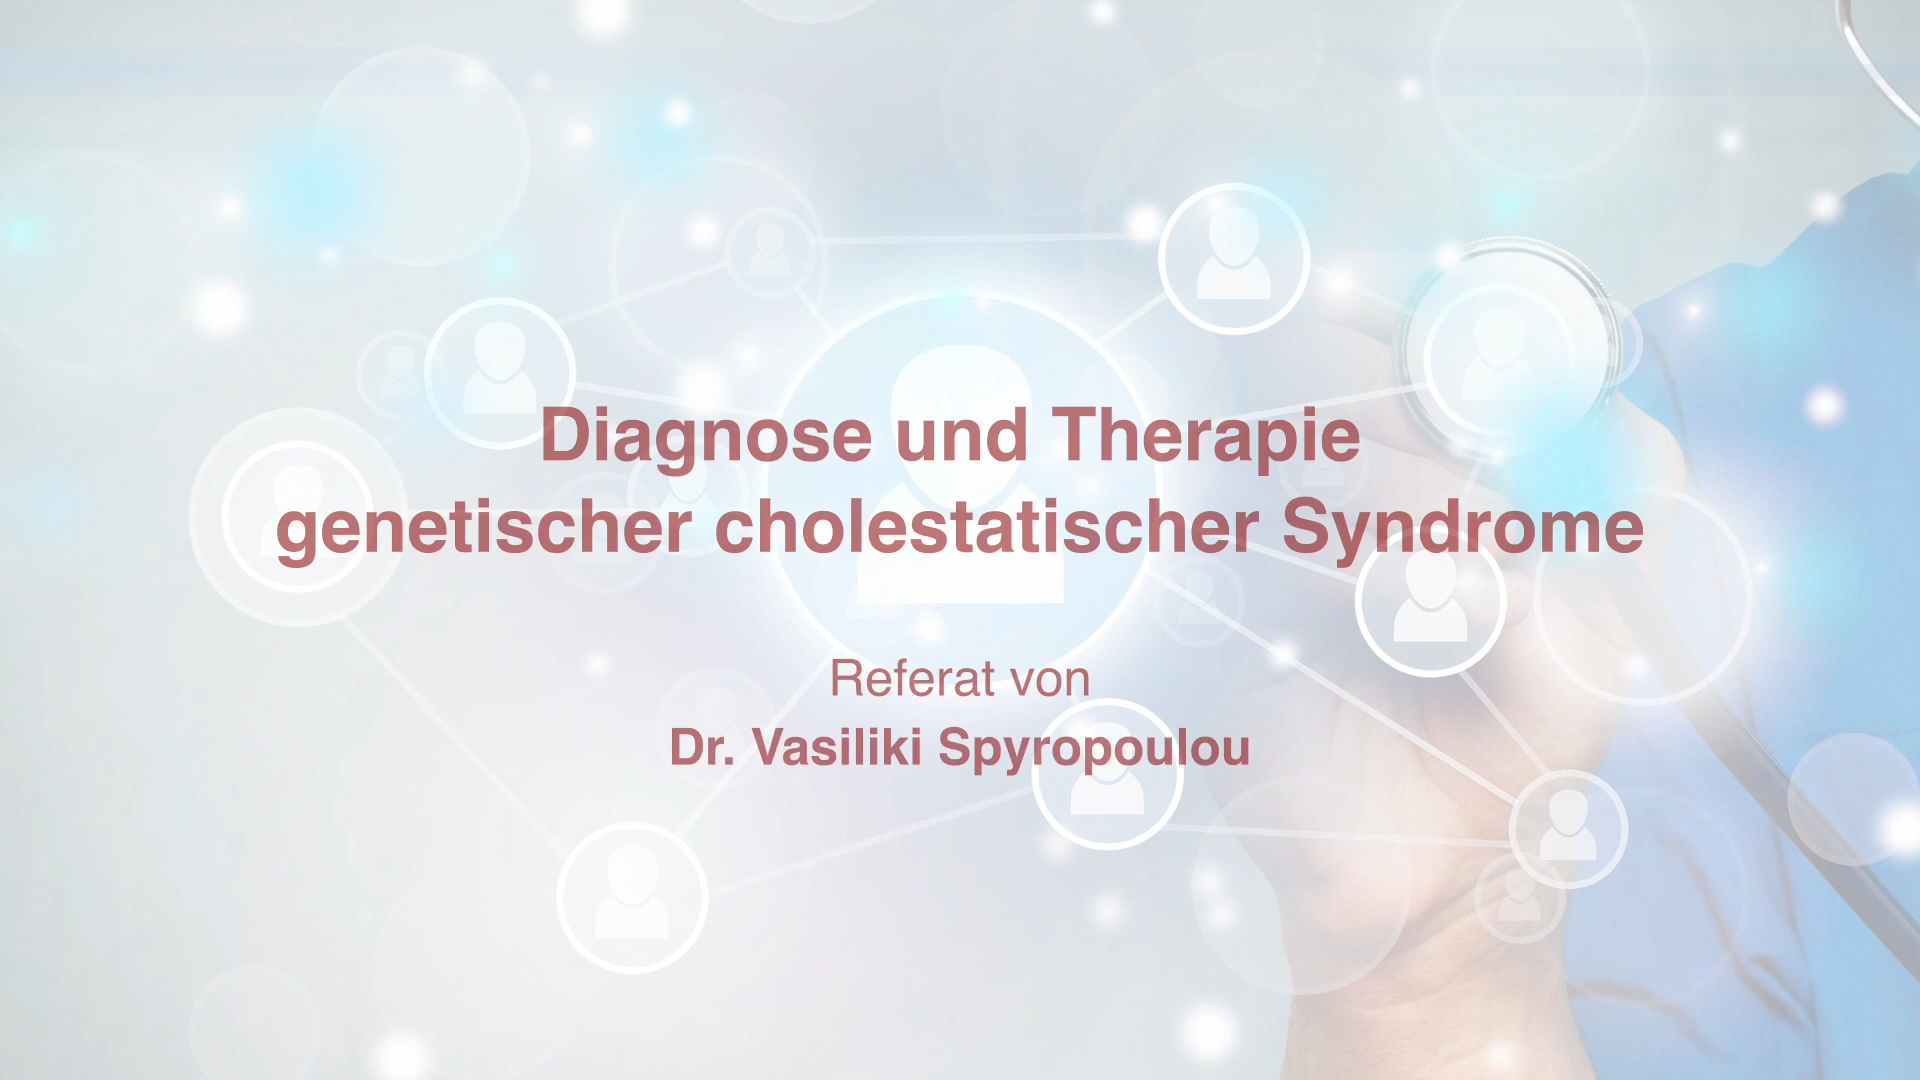 Diagnose und Therapie
genetischer cholestatischer Syndrome
Referat von
Dr. Vasiliki Spyropoulou